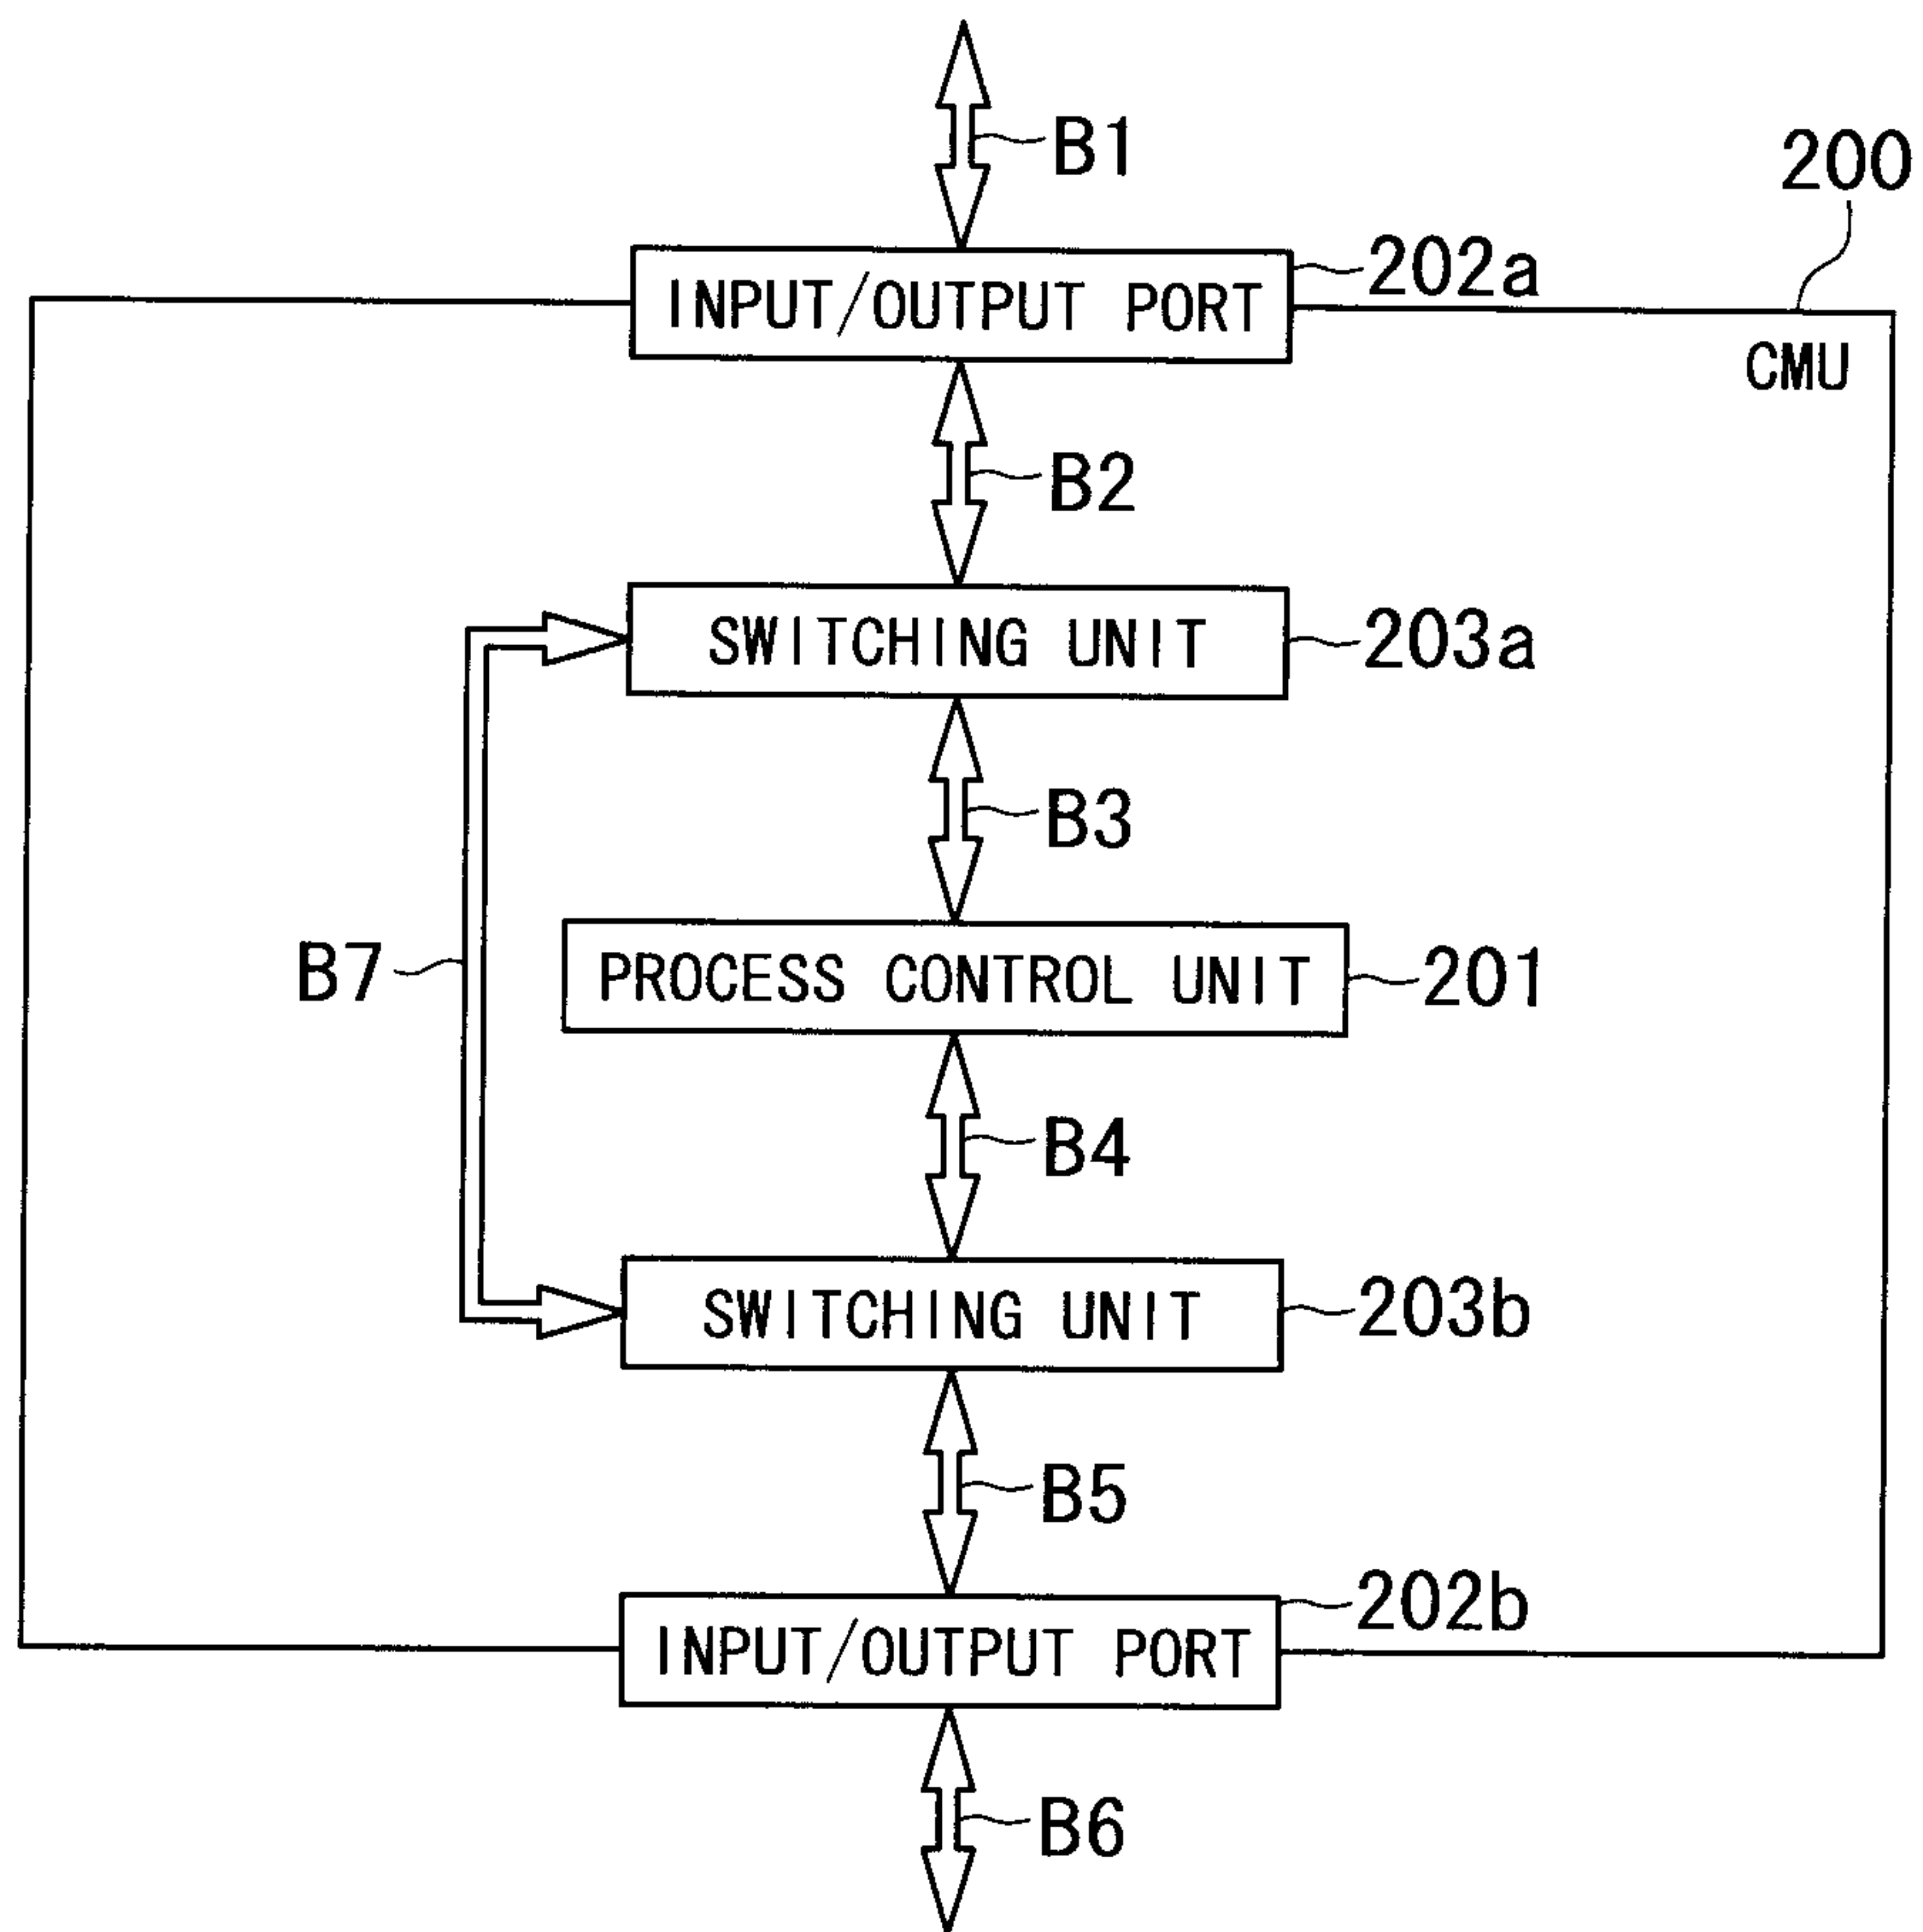 B1
200
INPUT/OUTPUT PORT
202a
CMU
B2
SWITCHING UNIT
203a
B3
B7
PROCESS CONTROL UNIT
201
B4
SWITCHING UNIT
203b
B5
INPUT/OUTPUT PORT
202b
B6